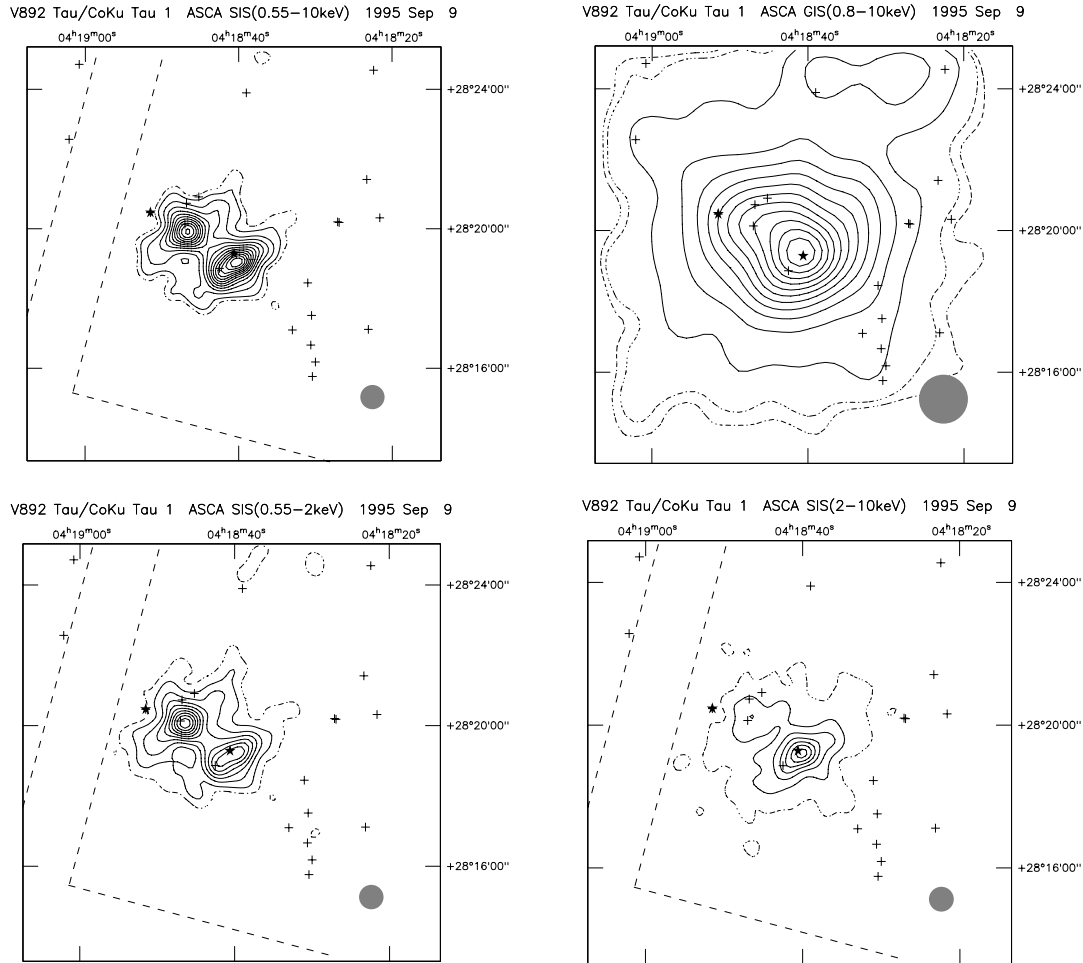 V892 Tau/CoKu Tau 1 ASCA SIS(0.55−10keV) 1995 Sep 9
04ʰ19ᵐ00ˢ 04ʰ18ᵐ40ˢ 04ʰ18ᵐ20ˢ
+28°24'00"
+28°20'00"
+28°16'00"
V892 Tau/CoKu Tau 1 ASCA GIS(0.8−10keV) 1995 Sep 9
04ʰ19ᵐ00ˢ 04ʰ18ᵐ40ˢ 04ʰ18ᵐ20ˢ
+28°24'00"
+28°20'00"
+28°16'00"
V892 Tau/CoKu Tau 1 ASCA SIS(0.55−2keV) 1995 Sep 9
04ʰ19ᵐ00ˢ 04ʰ18ᵐ40ˢ 04ʰ18ᵐ20ˢ
+28°24'00"
+28°20'00"
+28°16'00"
V892 Tau/CoKu Tau 1 ASCA SIS(2−10keV) 1995 Sep 9
04ʰ19ᵐ00ˢ 04ʰ18ᵐ40ˢ 04ʰ18ᵐ20ˢ
+28°24'00"
+28°20'00"
+28°16'00"